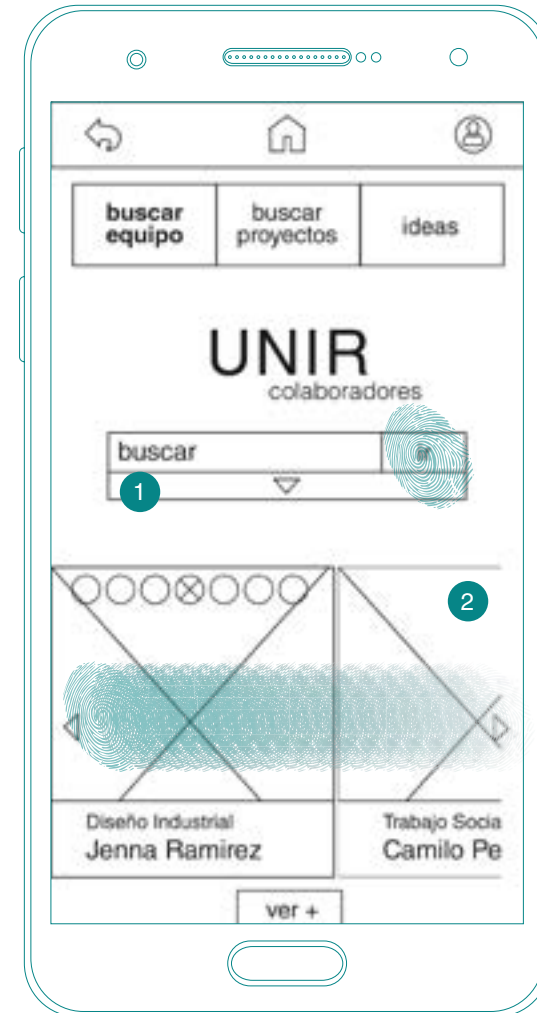 buscar
equipo
buscar
proyectos
ideas
UNIR
colaboradores
buscar
ir
1
2
Diseño Industrial
Jenna Ramirez
Trabajo Socia
Camilo Pe
ver +